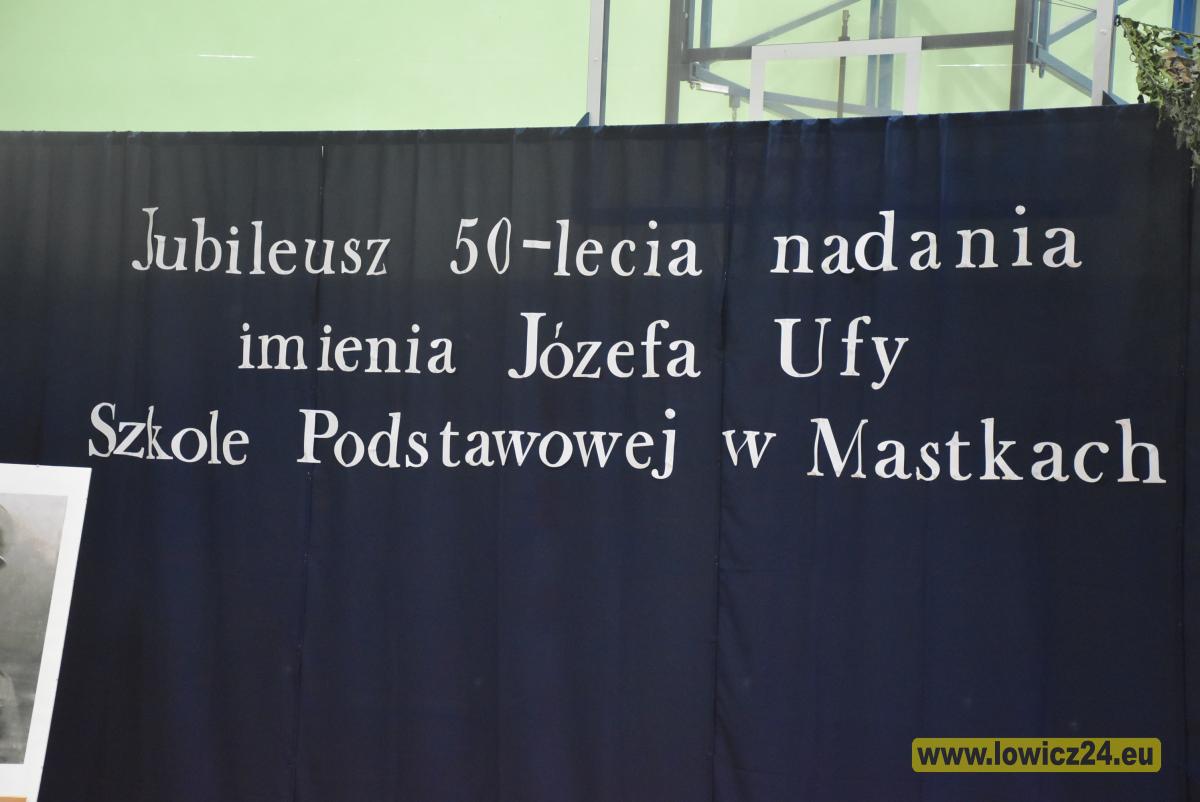 Jubileusz 50-lecia nadania
imienia Józefa Ufy
Szkole Podstawowej w Mastkach
www.lowicz24.eu